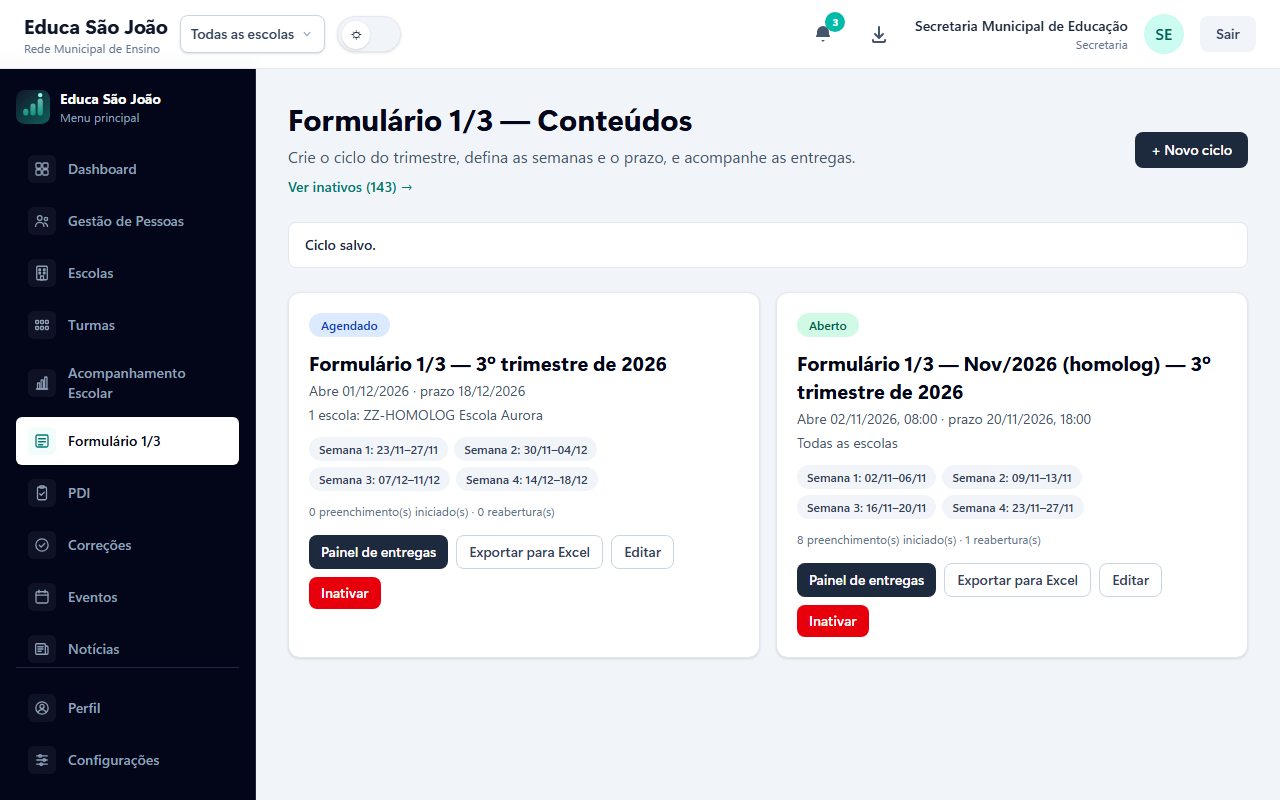 Educa São João
Rede Municipal de Ensino
Todas as escolas
3
Secretaria Municipal de Educação
Secretaria
SE
Sair
Educa São João
Menu principal
Dashboard
Gestão de Pessoas
Escolas
Turmas
Acompanhamento
Escolar
Formulário 1/3
PDI
Correções
Eventos
Notícias
Perfil
Configurações
Formulário 1/3 — Conteúdos
Crie o ciclo do trimestre, defina as semanas e o prazo, e acompanhe as entregas.
Ver inativos (143) →
+ Novo ciclo
Ciclo salvo.
Agendado
Formulário 1/3 — 3º trimestre de 2026
Abre 01/12/2026 · prazo 18/12/2026
1 escola: ZZ-HOMOLOG Escola Aurora
Semana 1: 23/11–27/11
Semana 2: 30/11–04/12
Semana 3: 07/12–11/12
Semana 4: 14/12–18/12
0 preenchimento(s) iniciado(s) · 0 reabertura(s)
Painel de entregas
Exportar para Excel
Editar
Inativar
Aberto
Formulário 1/3 — Nov/2026 (homolog) — 3º
trimestre de 2026
Abre 02/11/2026, 08:00 · prazo 20/11/2026, 18:00
Todas as escolas
Semana 1: 02/11–06/11
Semana 2: 09/11–13/11
Semana 3: 16/11–20/11
Semana 4: 23/11–27/11
8 preenchimento(s) iniciado(s) · 1 reabertura(s)
Painel de entregas
Exportar para Excel
Editar
Inativar